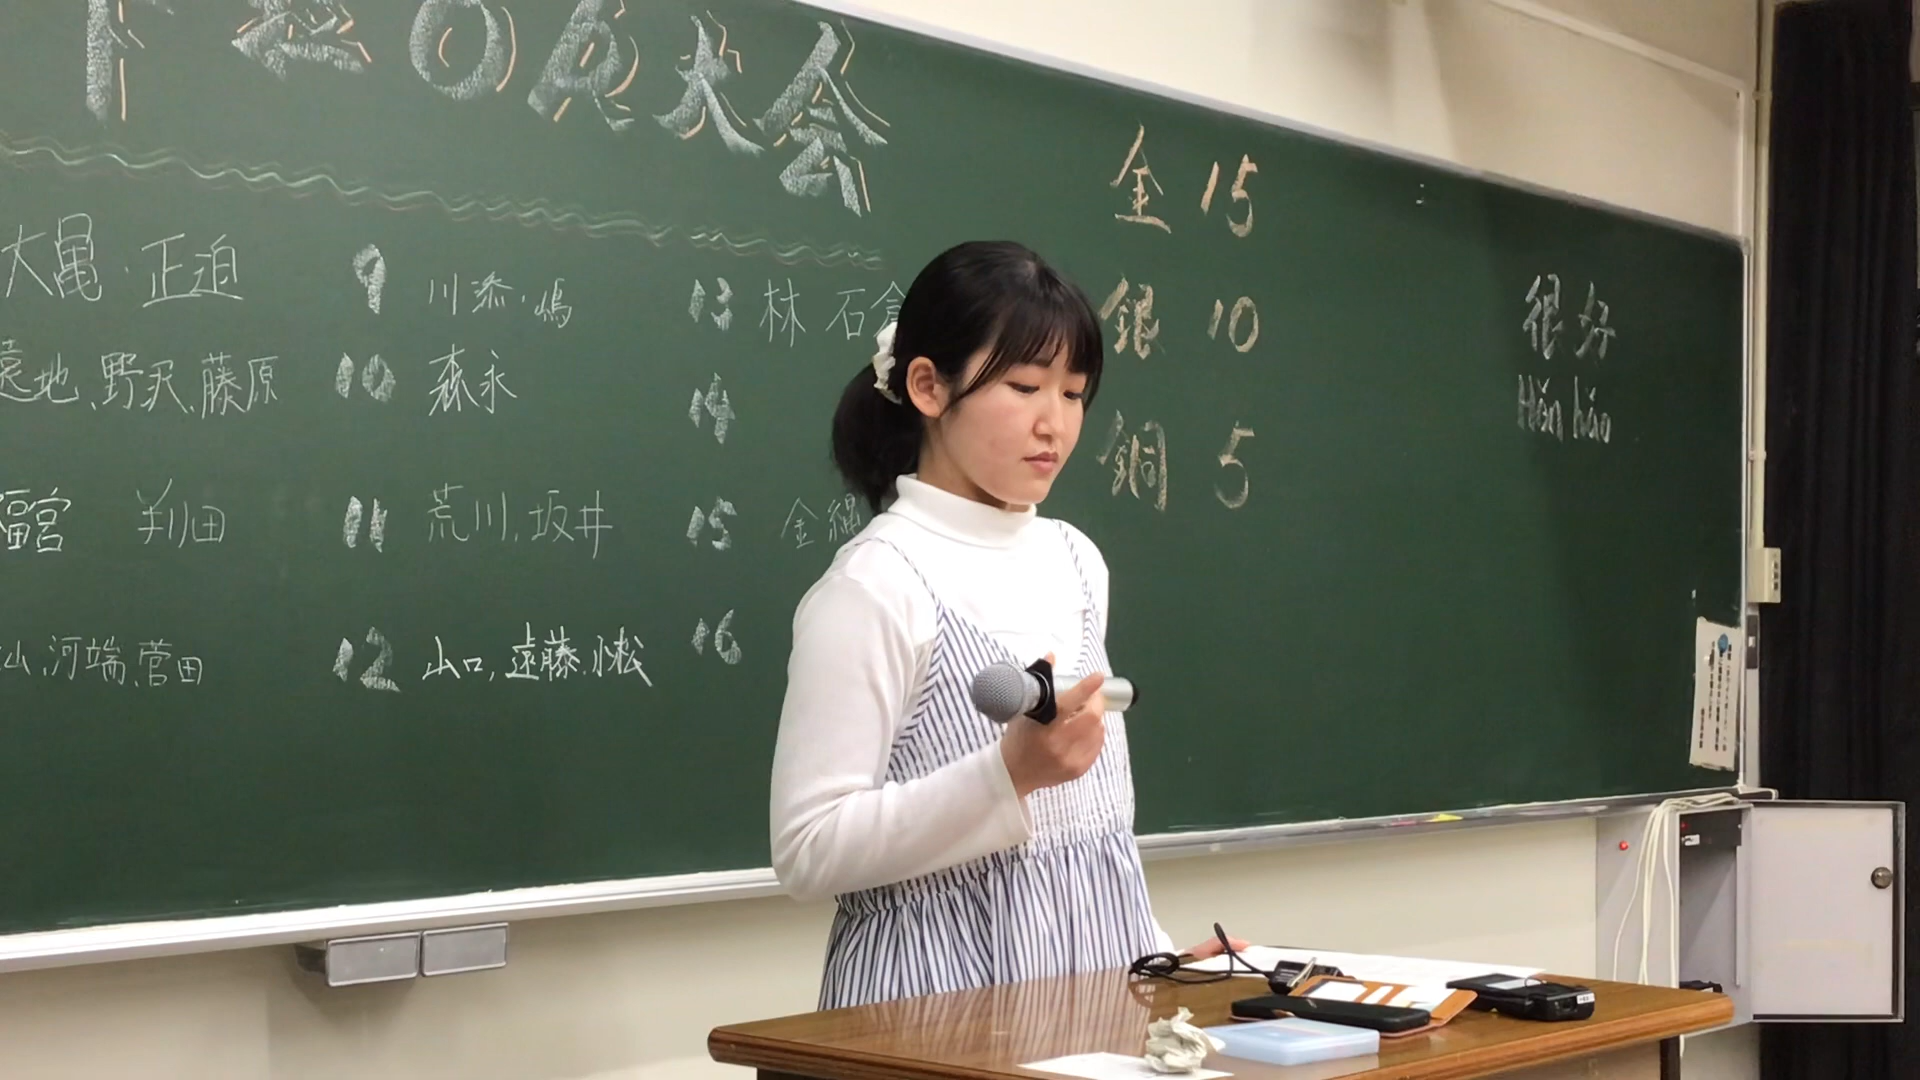 大会
大亀・正迫
9 川添・嶋
13 林 石倉
遠地、野沢、藤原
10 森永
14
福宮 羽田
11 荒川、坂井
15 金縄
山、河端、菅田
12 山口、遠藤、小松
16
金 15
銀 10
銅 5
很好
Hěn hǎo